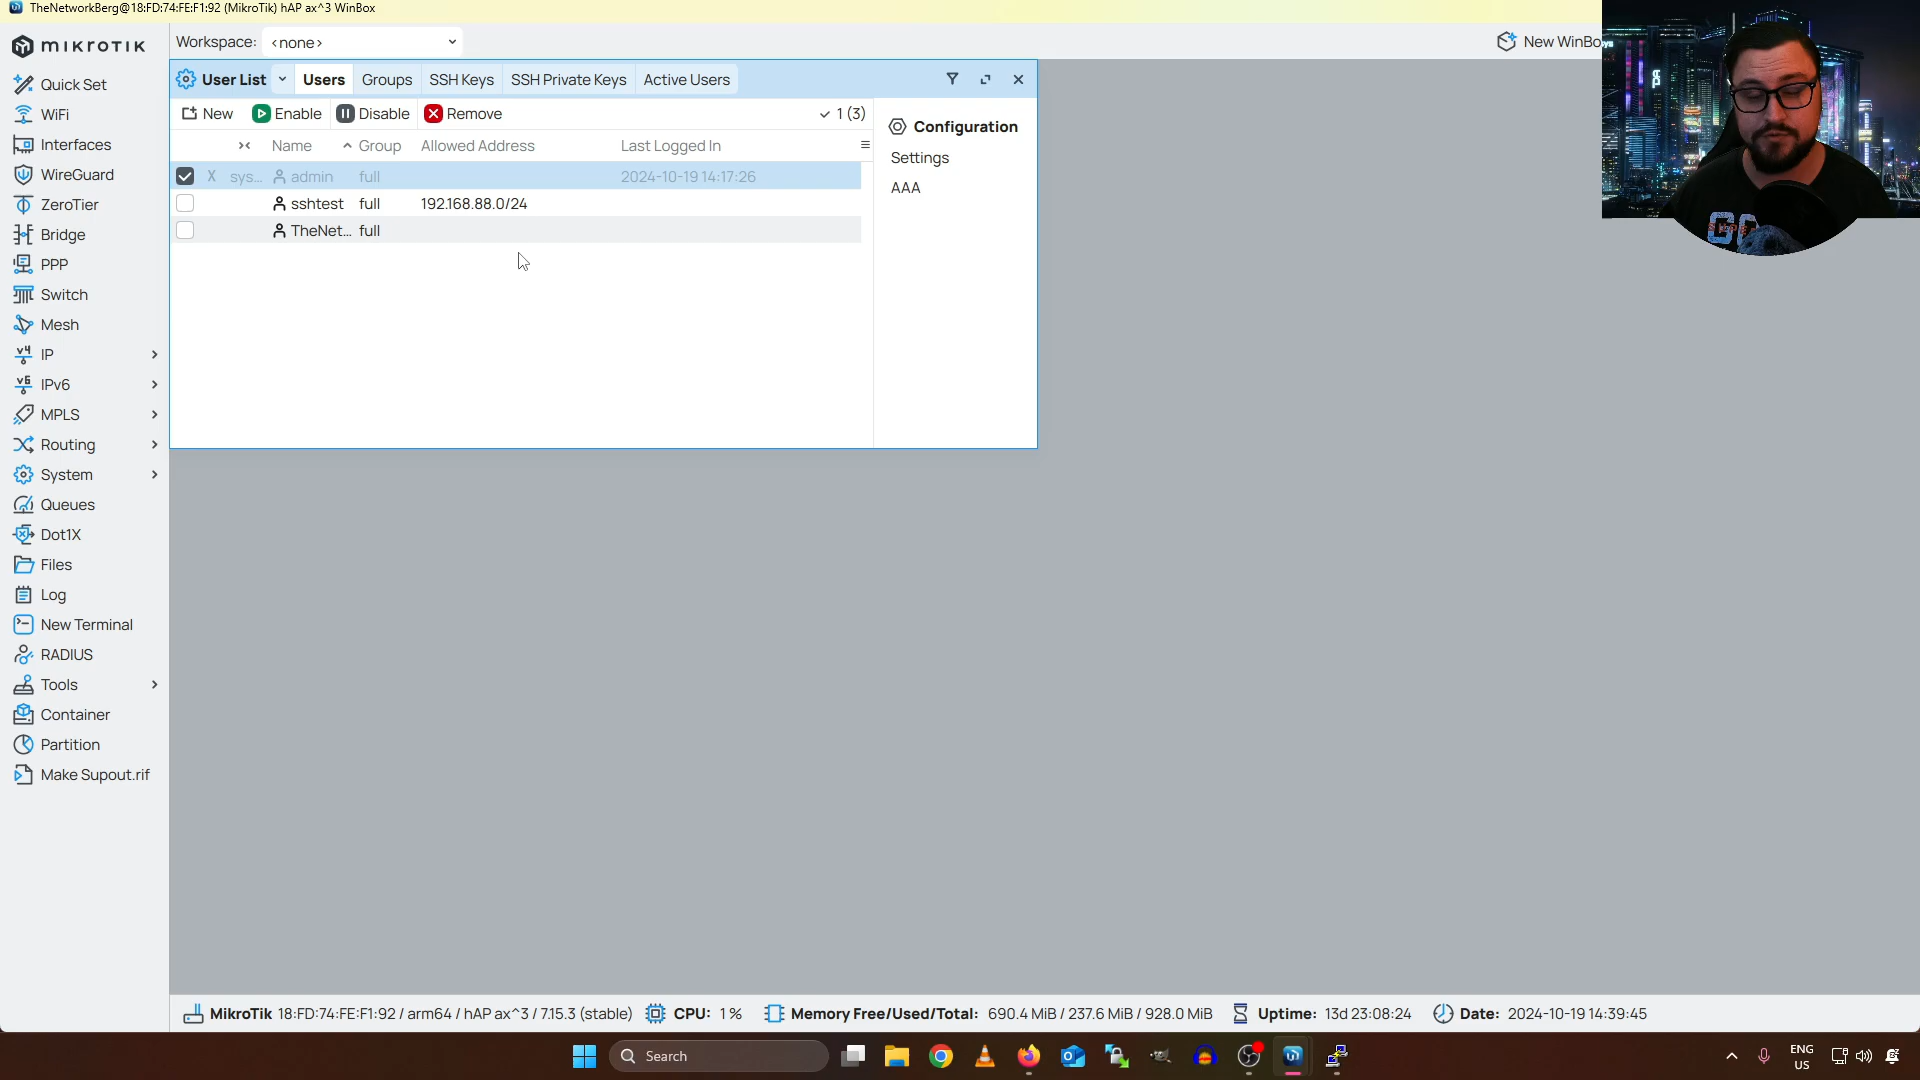 TheNetworkBerg@18:FD:74:FE:F1:92 (MikroTik) hAP ax^3 WinBox
MIKROTIK
Workspace: <none>
New WinBo
Quick Set
WiFi
Interfaces
WireGuard
ZeroTier
Bridge
PPP
Switch
Mesh
IP
IPv6
MPLS
Routing
System
Queues
Dot1X
Files
Log
New Terminal
RADIUS
Tools
Container
Partition
Make Supout.rif
User List Users Groups SSH Keys SSH Private Keys Active Users
New Enable Disable Remove 1 (3)
Name Group Allowed Address Last Logged In
X sys... admin full 2024-10-19 14:17:26
sshtest full 192.168.88.0/24
TheNet... full
Configuration
Settings
AAA
MikroTik 18:FD:74:FE:F1:92 / arm64 / hAP ax^3 / 7.15.3 (stable) CPU: 1 % Memory Free/Used/Total: 690.4 MiB / 237.6 MiB / 928.0 MiB Uptime: 13d 23:08:24 Date: 2024-10-19 14:39:45
Search
ENG
US